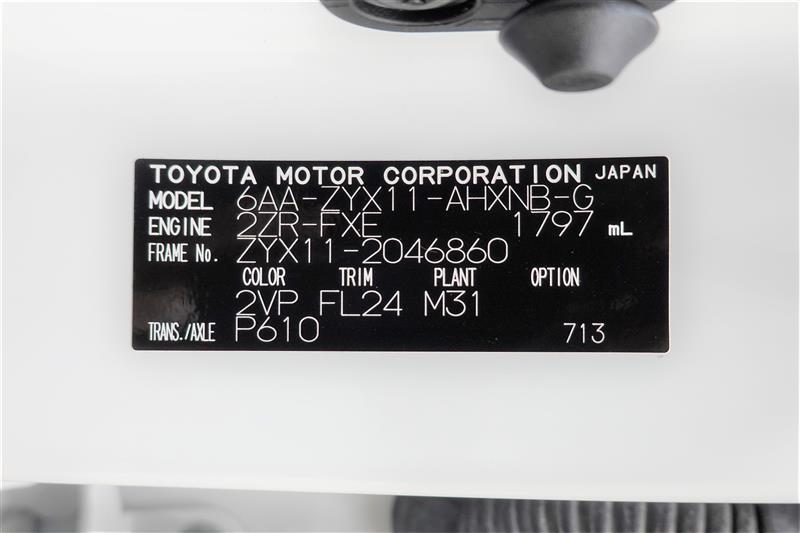 TOYOTA MOTOR CORPORATION JAPAN
MODEL 6AA-ZYX11-AHXNB-G
ENGINE 2ZR-FXE 1797 mL
FRAME No. ZYX11-2046860
COLOR TRIM PLANT OPTION
2VP FL24 M31
TRANS./AXLE P610 713